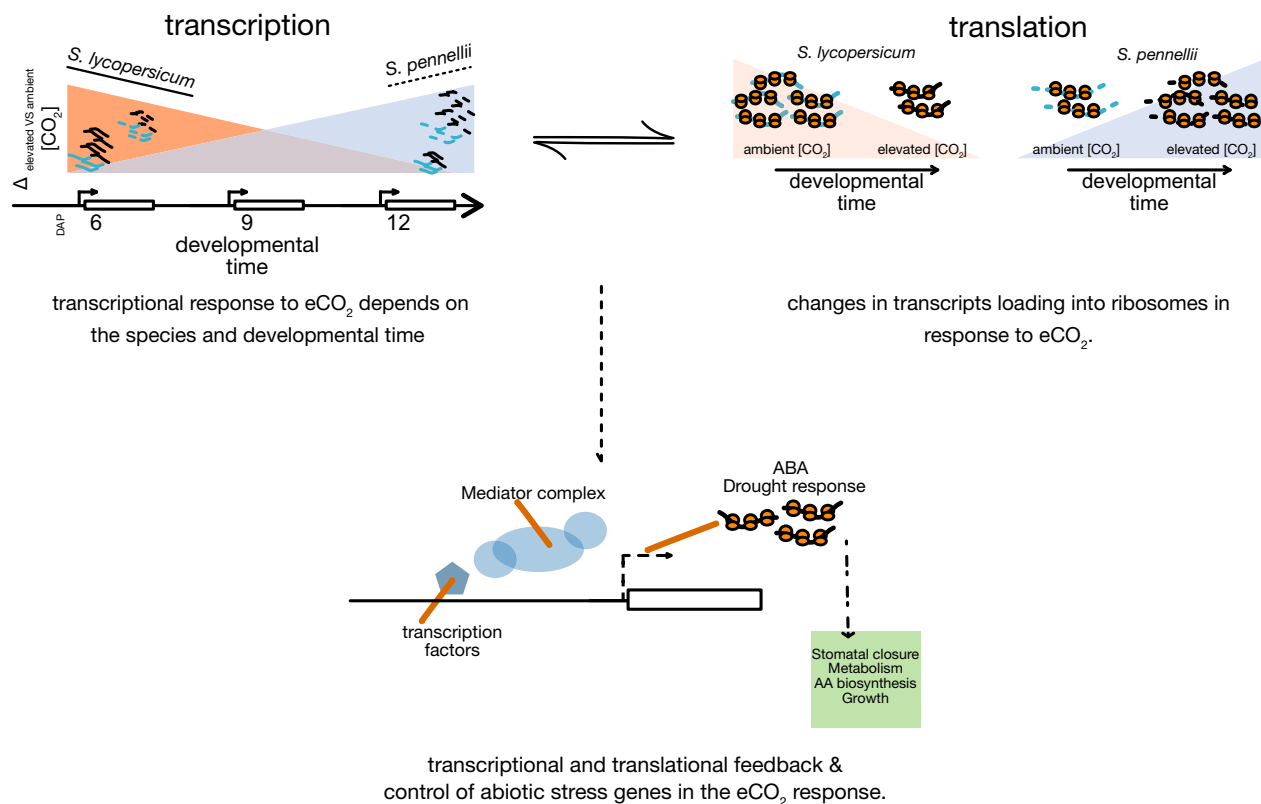 transcription
S. lycopersicum
S. pennellii
Δ elevated VS ambient
[CO₂]
DAP
6
9
12
developmental
time
transcriptional response to eCO₂ depends on
the species and developmental time
translation
S. lycopersicum
S. pennellii
ambient [CO₂]
elevated [CO₂]
ambient [CO₂]
elevated [CO₂]
developmental
time
developmental
time
changes in transcripts loading into ribosomes in
response to eCO₂.
Mediator complex
ABA
Drought response
transcription
factors
Stomatal closure
Metabolism
AA biosynthesis
Growth
transcriptional and translational feedback &
control of abiotic stress genes in the eCO₂ response.